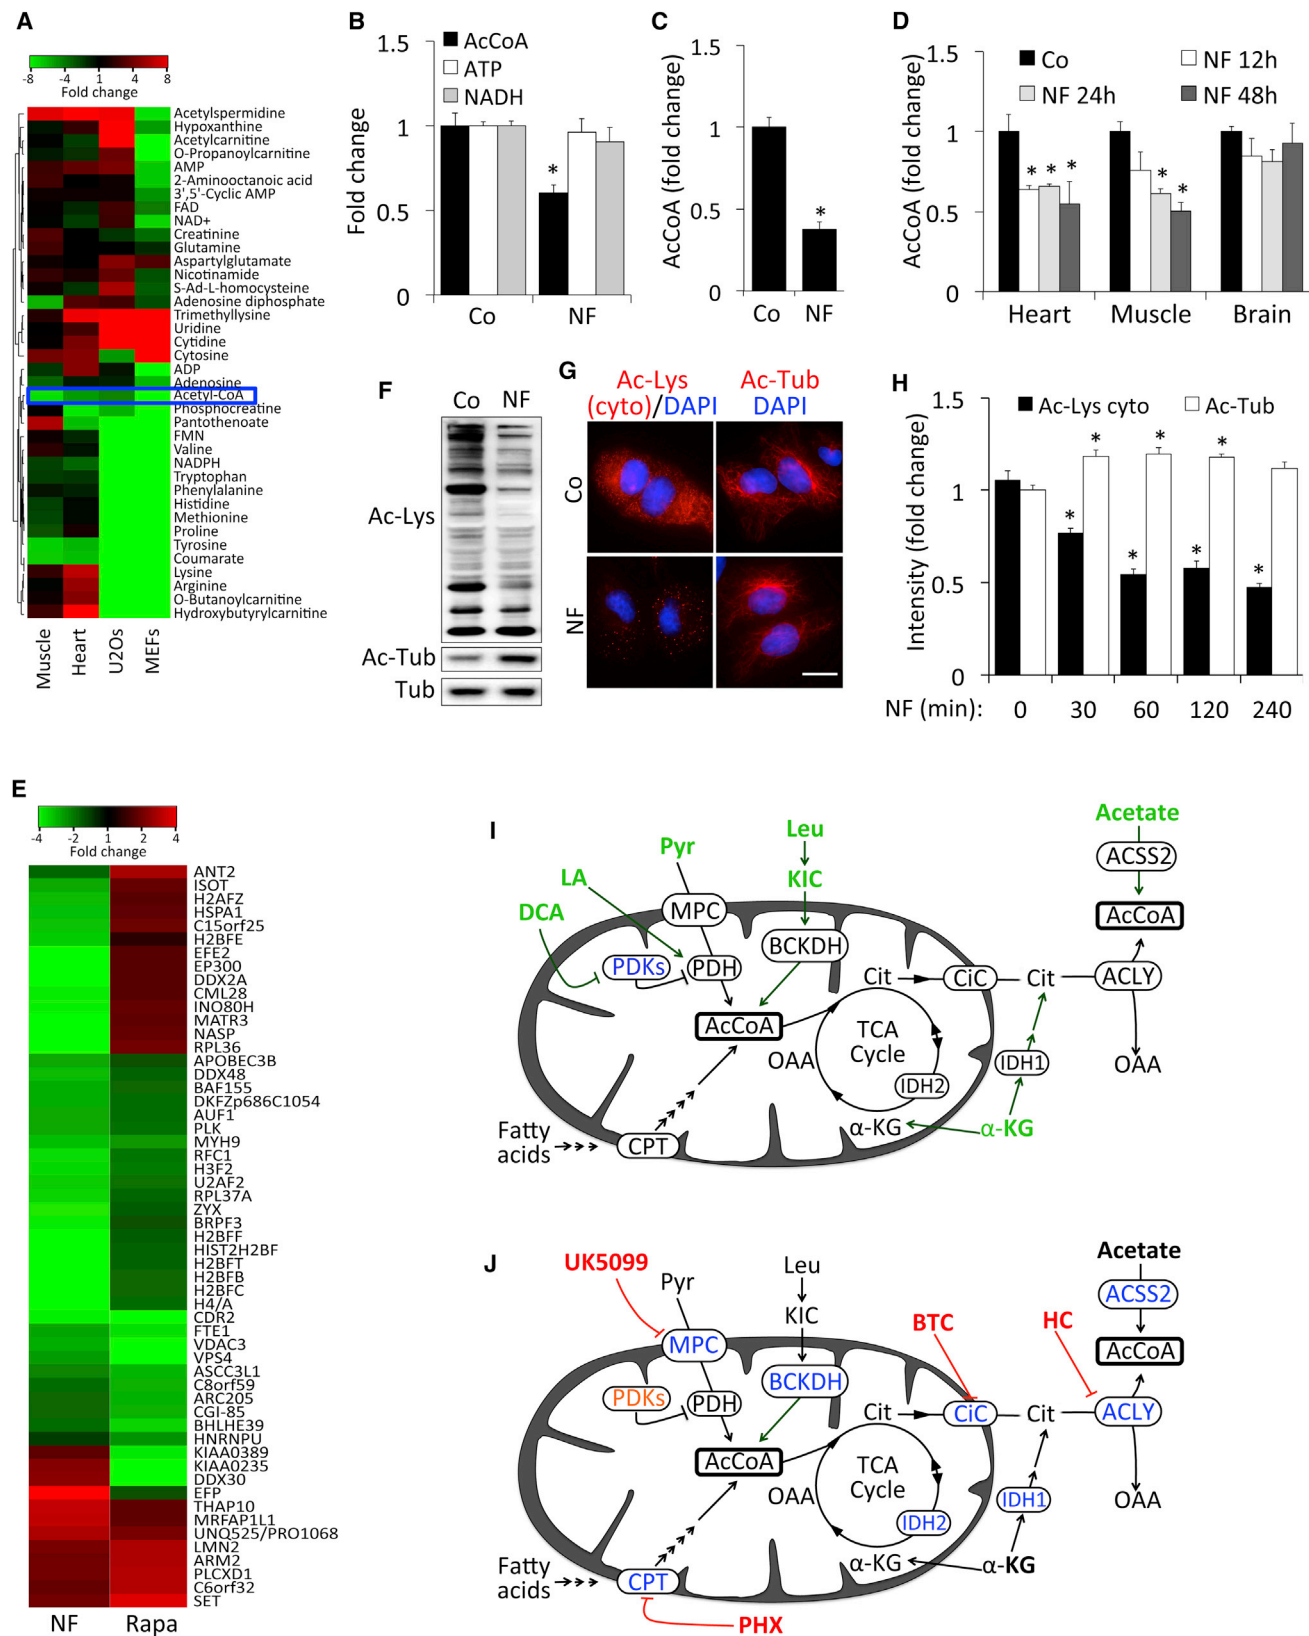 A
-8 -4 1 4 8
Fold change
Acetylspermidine
Hypoxanthine
Acetylcarnitine
O-Propanoylcarnitine
AMP
2-Aminooctanoic acid
3',5'-Cyclic AMP
FAD
NAD+
Creatinine
Glutamine
Aspartylglutamate
Nicotinamide
S-Ad-L-homocysteine
Adenosine diphosphate
Trimethyllysine
Uridine
Cytidine
Cytosine
ADP
Adenosine
Acetyl-CoA
Phosphocreatine
Pantothenoate
FMN
Valine
NADPH
Tryptophan
Phenylalanine
Histidine
Methionine
Proline
Tyrosine
Coumarate
Lysine
Arginine
O-Butanoylcarnitine
Hydroxybutyrylcarnitine
Muscle
Heart
U2Os
MEFs
B
1.5
1
0.5
0
Fold change
AcCoA
ATP
NADH
*
Co NF
C
1.5
1
0.5
0
AcCoA (fold change)
*
Co NF
D
1.5
1
0.5
0
AcCoA (fold change)
Co NF 12h
NF 24h NF 48h
* * * * *
Heart Muscle Brain
F
Co NF
Ac-Lys
Ac-Tub
Tub
G
Ac-Lys Ac-Tub
(cyto)/DAPI DAPI
Co
NF
H
1.5
1
0.5
0
Intensity (fold change)
Ac-Lys cyto Ac-Tub
* * *
* * * *
NF (min): 0 30 60 120 240
E
-4 -2 1 2 4
Fold change
ANT2
ISOT
H2AFZ
HSPA1
C15orf25
H2BFE
EFE2
EP300
DDX2A
CML28
INO80H
MATR3
NASP
RPL36
APOBEC3B
DDX48
BAF155
DKFZp686C1054
AUF1
PLK
MYH9
RFC1
H3F2
U2AF2
RPL37A
ZYX
BRPF3
H2BFF
HIST2H2BF
H2BFT
H2BFB
H2BFC
H4/A
CDR2
FTE1
VDAC3
VPS4
ASCC3L1
C8orf59
ARC205
CGI-85
BHLHE39
HNRNPU
KIAA0389
KIAA0235
DDX30
EFP
THAP10
MRFAP1L1
UNQ525/PRO1068
LMN2
ARM2
PLCXD1
C6orf32
SET
NF Rapa
I
Acetate
Leu
Pyr
ACSS2
LA
KIC
DCA
MPC
AcCoA
BCKDH
PDKs
PDH
Cit
CiC
Cit
ACLY
AcCoA
TCA
Cycle
OAA
IDH1
OAA
IDH2
Fatty
acids
CPT
α-KG
α-KG
J
Acetate
UK5099
Leu
Pyr
ACSS2
KIC
BTC
HC
MPC
AcCoA
BCKDH
PDKs
PDH
Cit
CiC
Cit
ACLY
AcCoA
TCA
Cycle
OAA
IDH1
OAA
IDH2
Fatty
acids
CPT
α-KG
α-KG
PHX